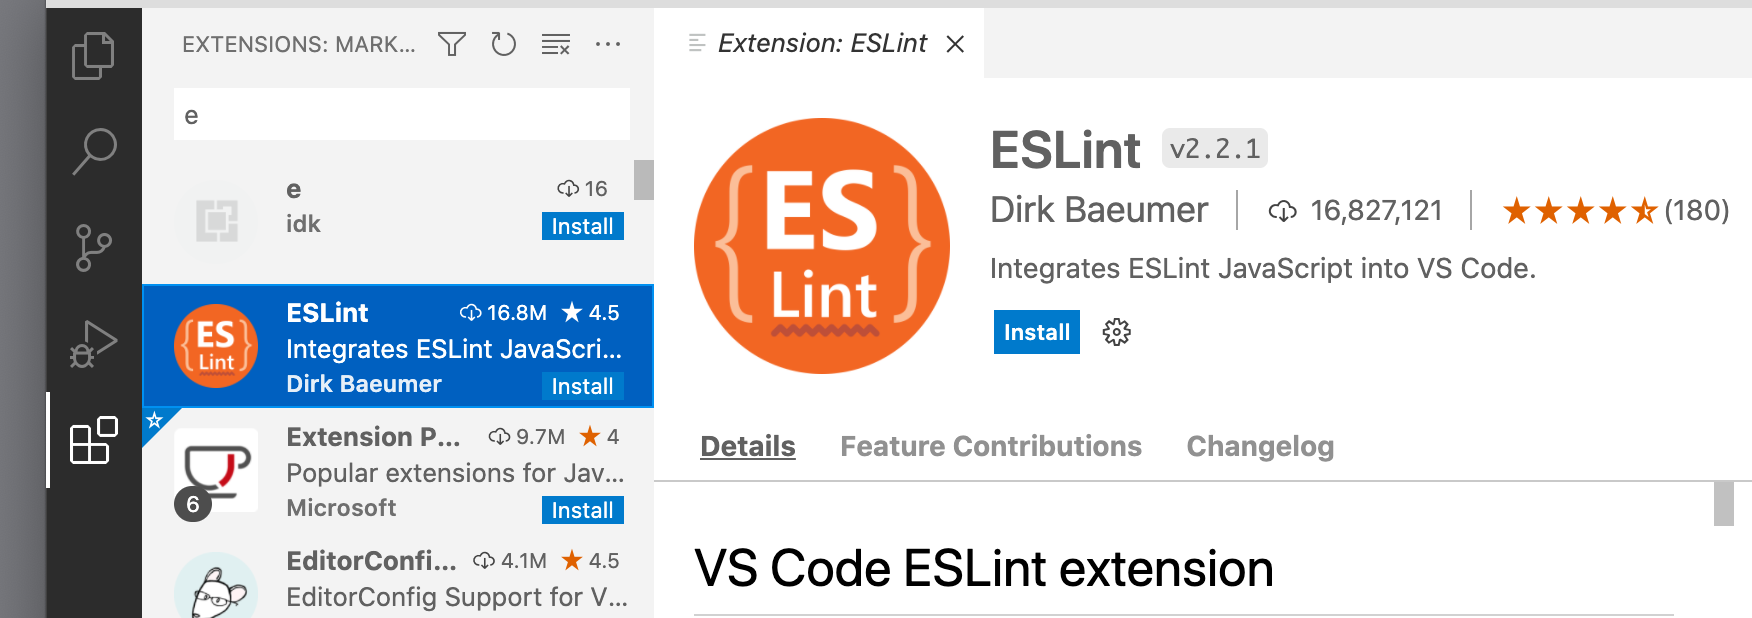 EXTENSIONS: MARK...
e
e
16
idk
Install
ES
Lint
ESLint
16.8M
4.5
Integrates ESLint JavaScri...
Dirk Baeumer
Install
6
Extension P...
9.7M
4
Popular extensions for Jav...
Microsoft
Install
EditorConfi...
4.1M
4.5
EditorConfig Support for V...
Extension: ESLint
{ES
Lint}
ESLint
v2.2.1
Dirk Baeumer
16,827,121
(180)
Integrates ESLint JavaScript into VS Code.
Install
Details
Feature Contributions
Changelog
VS Code ESLint extension